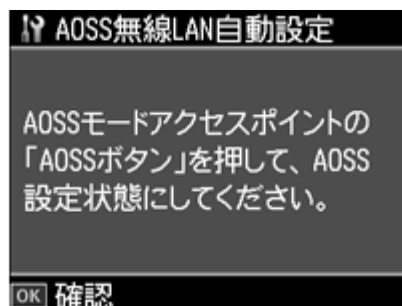 AOSS無線LAN自動設定
AOSSモードアクセスポイントの
「AOSSボタン」を押して、AOSS
設定状態にしてください。
OK 確認